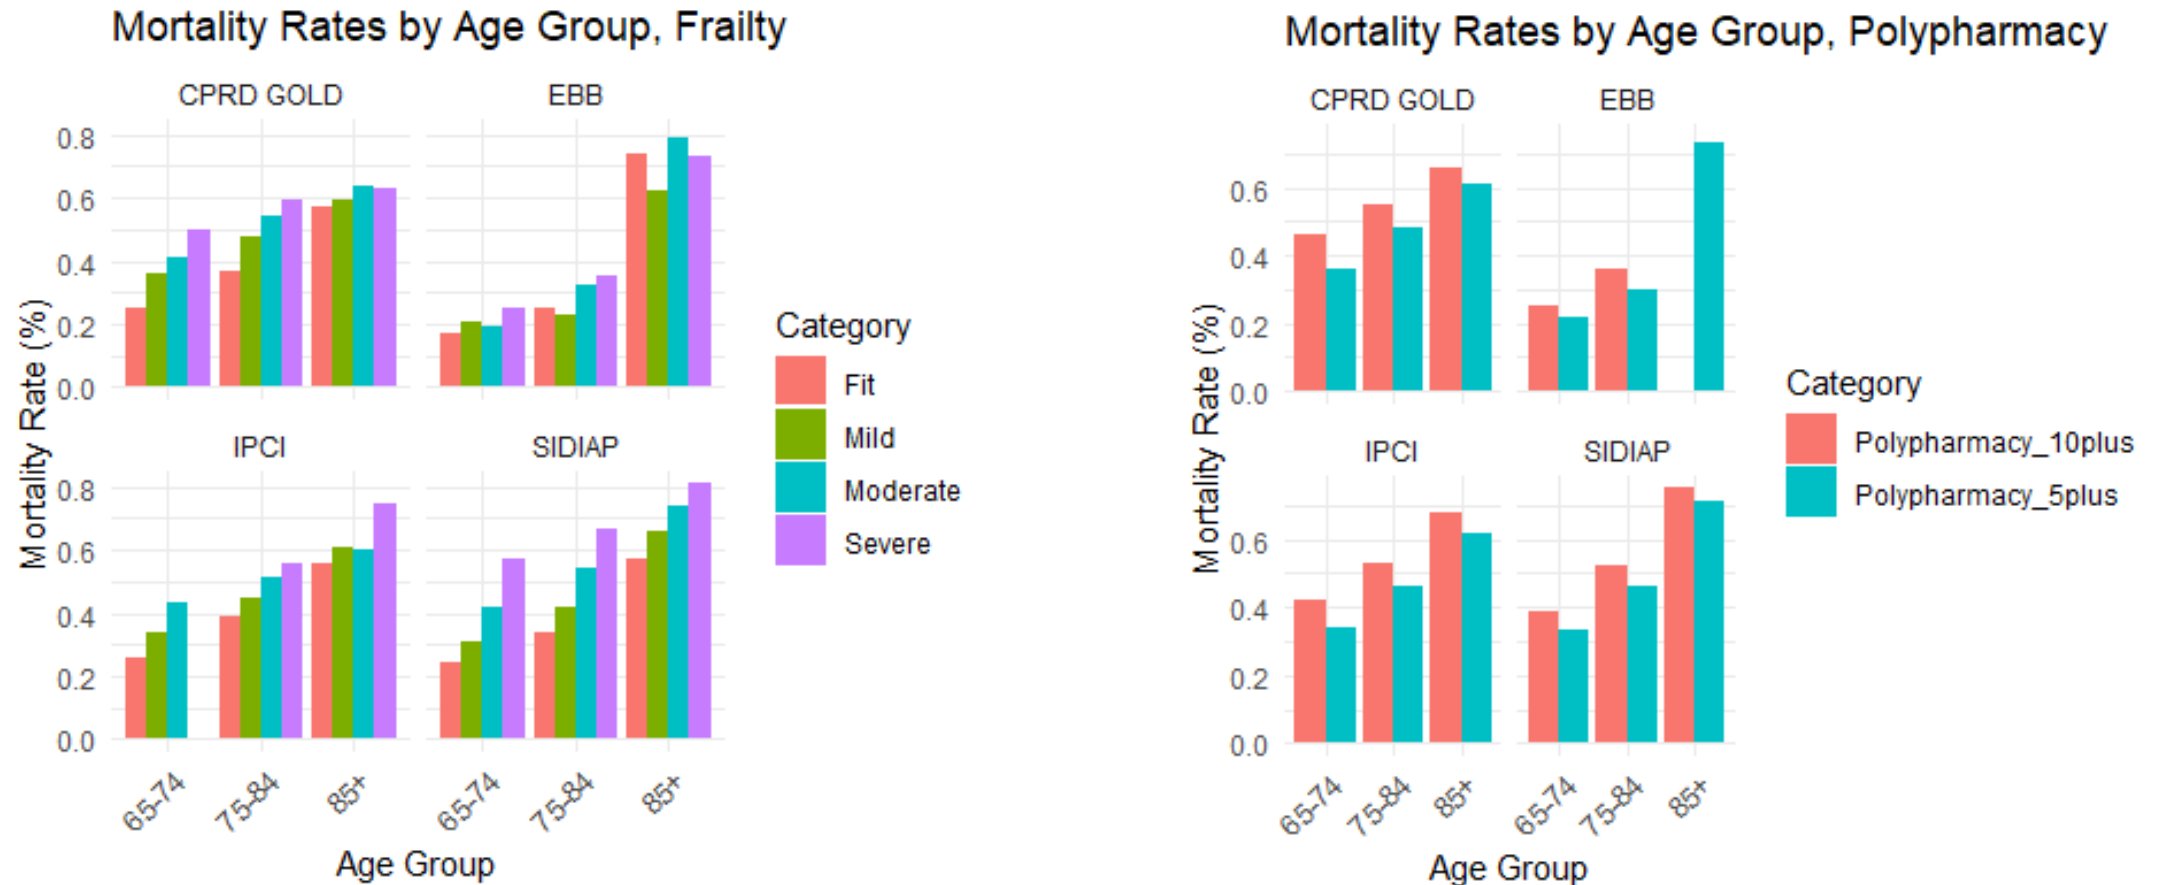 Mortality Rates by Age Group, Frailty
CPRD GOLD
EBB
0.8
0.6
0.4
0.2
0.0
IPCI
SIDIAP
0.8
0.6
0.4
0.2
0.0
Mortality Rate (%)
65-74
75-84
85+
65-74
75-84
85+
Age Group
Category
Fit
Mild
Moderate
Severe
Mortality Rates by Age Group, Polypharmacy
CPRD GOLD
EBB
0.6
0.4
0.2
0.0
IPCI
SIDIAP
0.6
0.4
0.2
0.0
Mortality Rate (%)
65-74
75-84
85+
65-74
75-84
85+
Age Group
Category
Polypharmacy_10plus
Polypharmacy_5plus